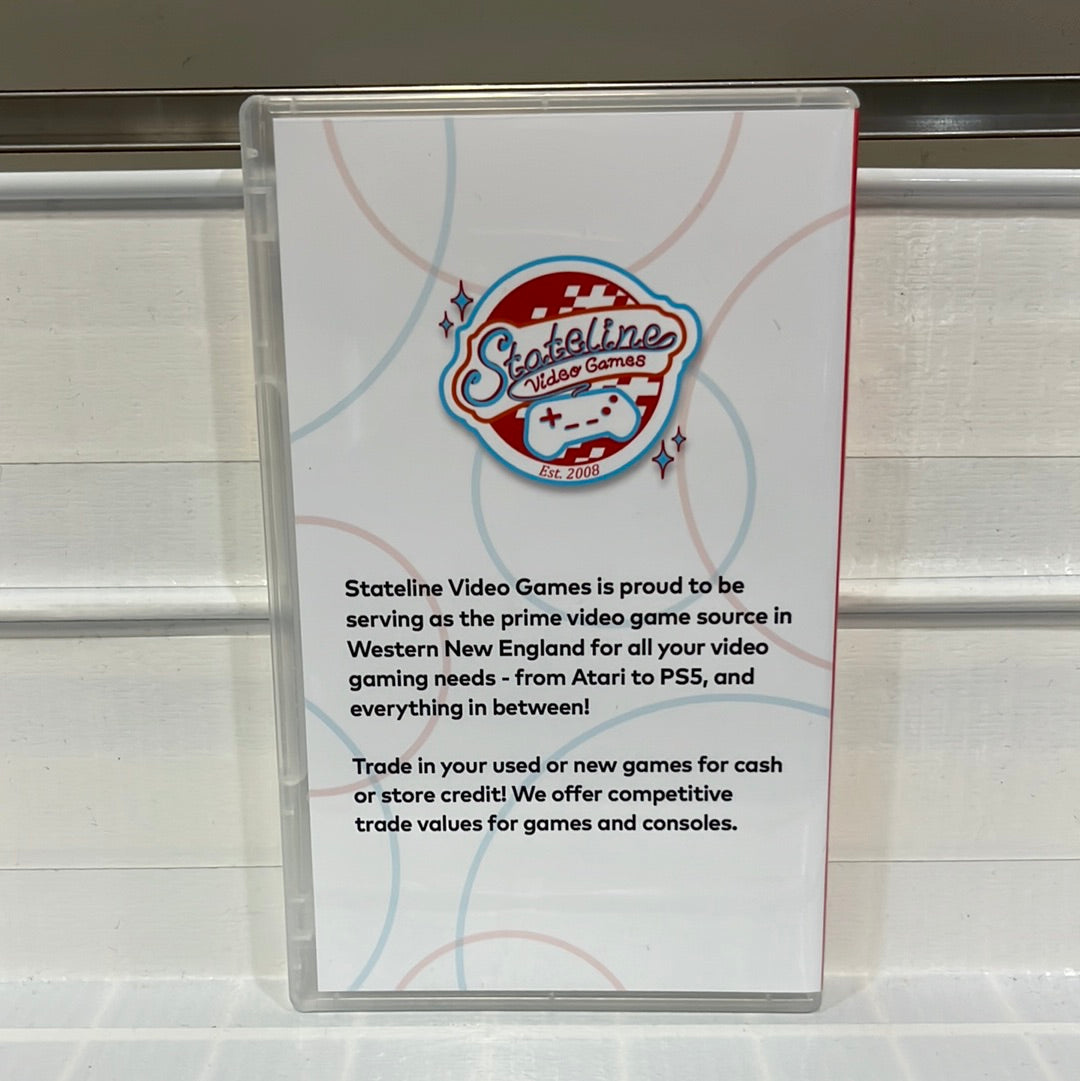 Stateline
Video Games
Est. 2008
Stateline Video Games is proud to be
serving as the prime video game source in
Western New England for all your video
gaming needs - from Atari to PS5, and
everything in between!
Trade in your used or new games for cash
or store credit! We offer competitive
trade values for games and consoles.